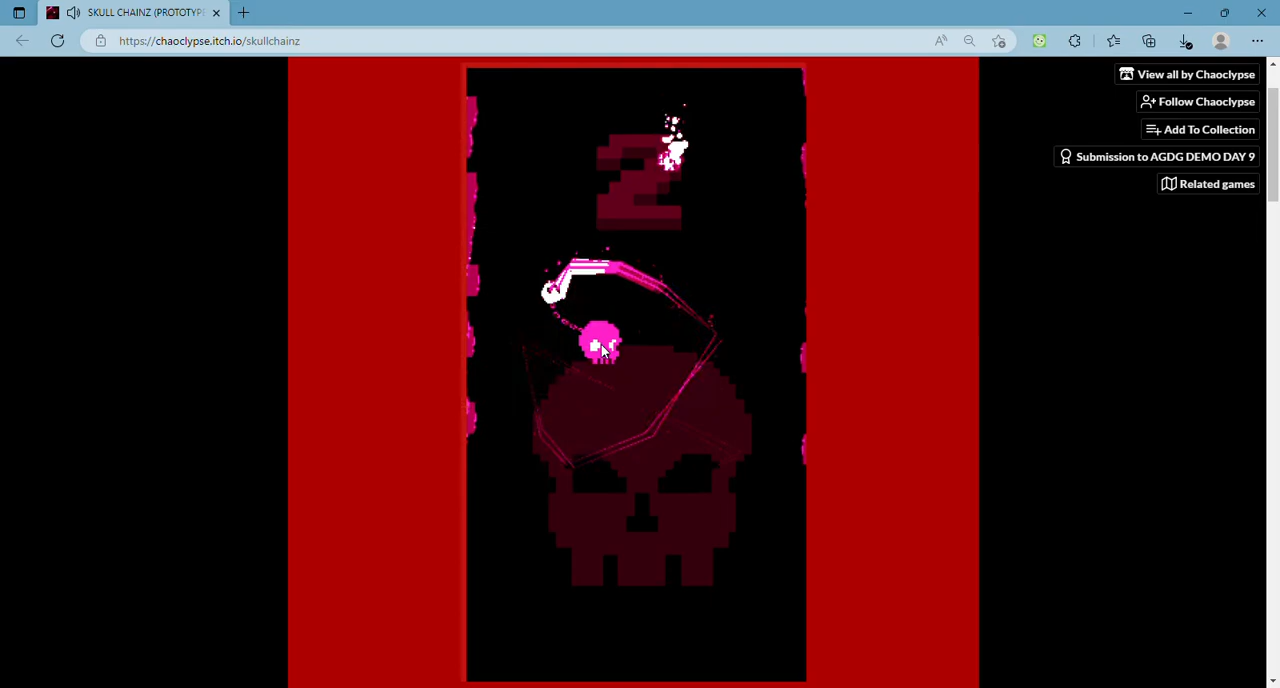 SKULL CHAINZ (PROTOTYPE
https://chaoclypse.itch.io/skullchainz
View all by Chaoclypse
Follow Chaoclypse
Add To Collection
Submission to AGDG DEMO DAY 9
Related games
2